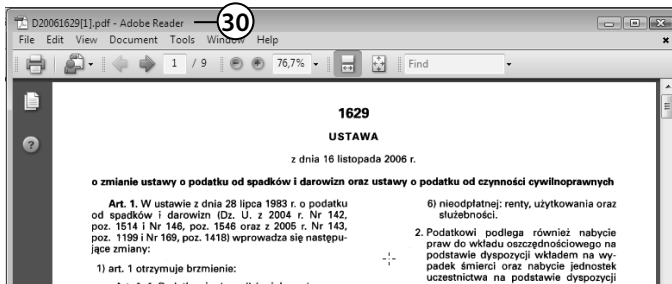 D20061629[1].pdf - Adobe Reader
30
File Edit View Document Tools Window Help
1 / 9 76,7% Find
1629
USTAWA
z dnia 16 listopada 2006 r.
o zmianie ustawy o podatku od spadków i darowizn oraz ustawy o podatku od czynności cywilnoprawnych
Art. 1. W ustawie z dnia 28 lipca 1983 r. o podatku
od spadków i darowizn (Dz. U. z 2004 r. Nr 142,
poz. 1514 i Nr 146, poz. 1546 oraz z 2005 r. Nr 143,
poz. 1199 i Nr 169, poz. 1418) wprowadza się następu-
jące zmiany:
1) art. 1 otrzymuje brzmienie:
6) nieodpłatnej: renty, użytkowania oraz
służebności.
2. Podatkowi podlega również nabycie
praw do wkładu oszczędnościowego na
podstawie dyspozycji wkładem na wy-
padek śmierci oraz nabycie jednostek
uczestnictwa na podstawie dyspozycji